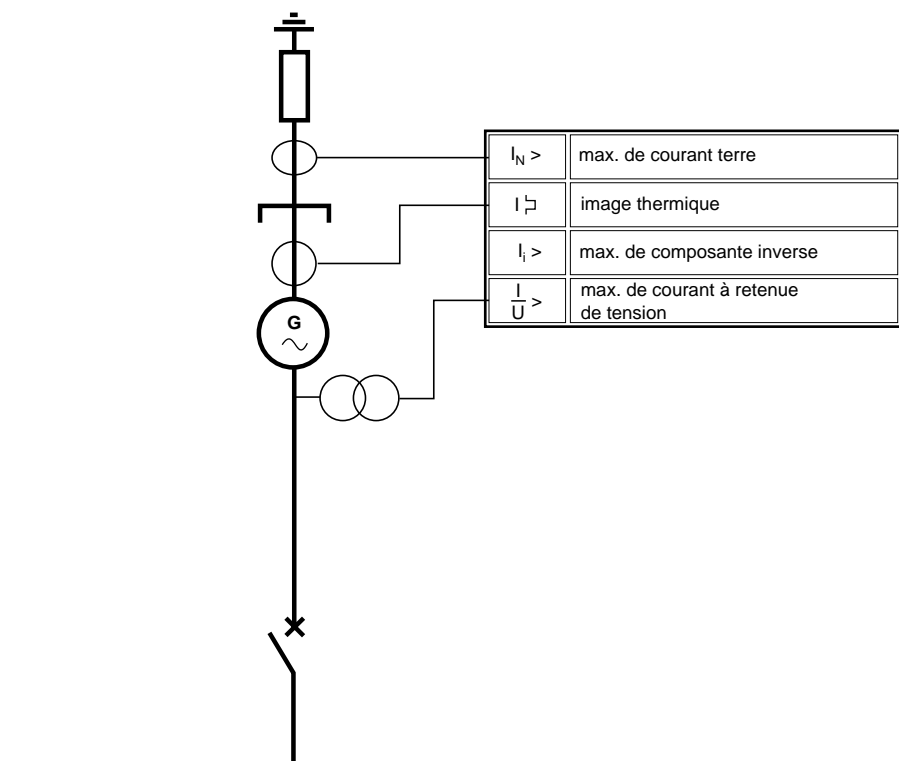 I_N > max. de courant terre
I image thermique
I_i > max. de composante inverse
I/U > max. de courant à retenue
de tension
G